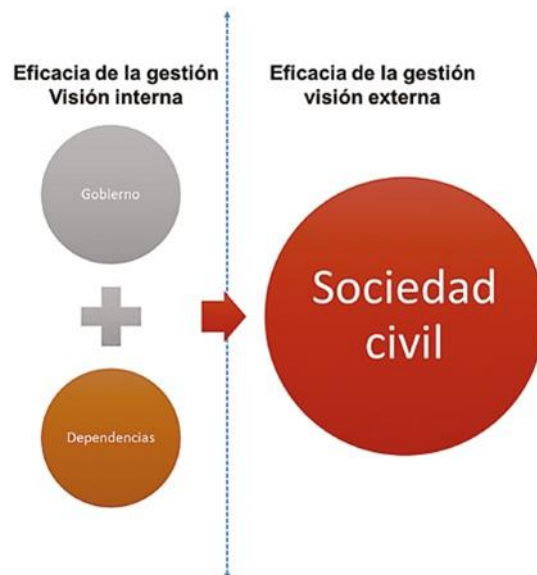 Eficacia de la gestión
Visión interna
Eficacia de la gestión
visión externa
Gobierno
Dependencias
Sociedad
civil